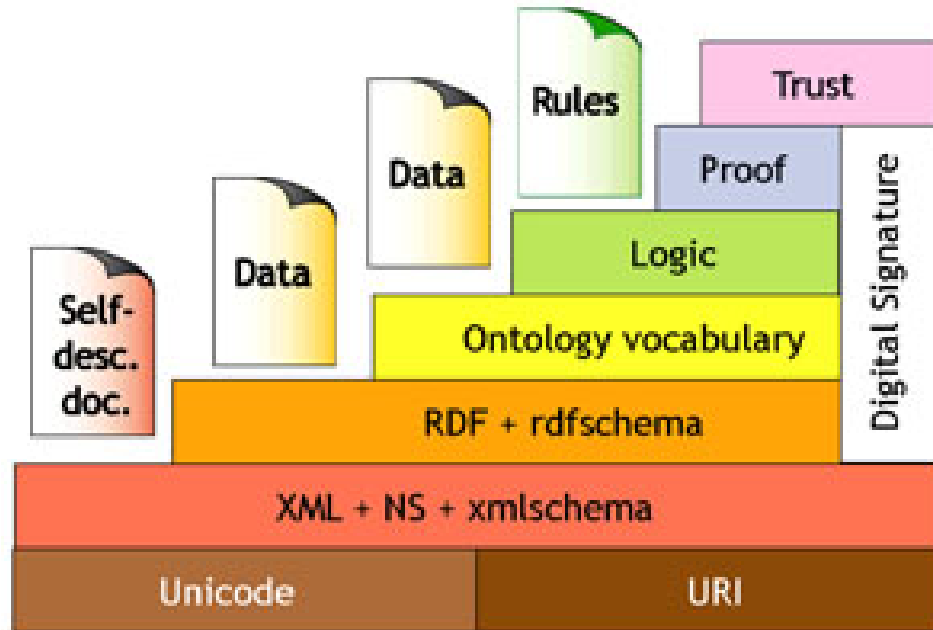 Rules
Trust
Data
Proof
Data
Logic
Self-
desc.
doc.
Ontology vocabulary
Digital Signature
RDF + rdfschema
XML + NS + xmlschema
Unicode
URI